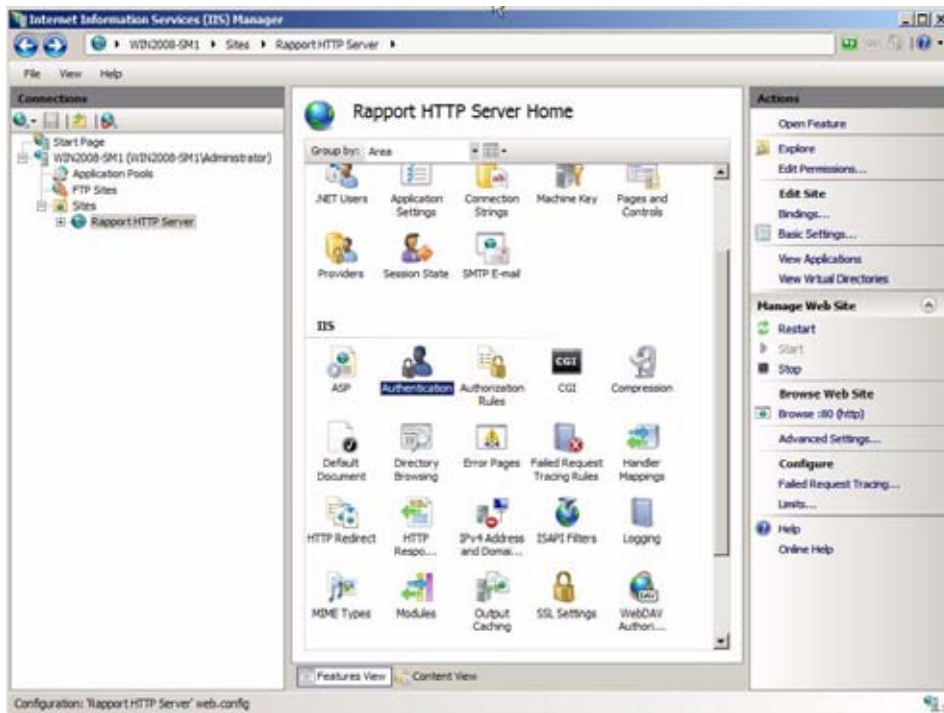 Internet Information Services (IIS) Manager
WIN2008-SM1 Sites Rapport HTTP Server
File View Help
Connections
Start Page
WIN2008-SM1 (WIN2008-SM1\Administrator)
Application Pools
FTP Sites
Sites
Rapport HTTP Server
Rapport HTTP Server Home
Group by: Area
.NET Users
Application Settings
Connection Strings
Machine Key
Pages and Controls
Providers
Session State
SMTP E-mail
IIS
ASP
Authentication
Authorization Rules
CGI
CGI
Compression
Default Document
Directory Browsing
Error Pages
Failed Request Tracing Rules
Handler Mappings
HTTP Redirect
HTTP Respo...
IPv4 Address and Domai...
ISAPI Filters
Logging
MIME Types
Modules
Output Caching
SSL Settings
WebDAV Authori...
Features View
Content View
Actions
Open Feature
Explore
Edit Permissions...
Edit Site
Bindings...
Basic Settings...
View Applications
View Virtual Directories
Manage Web Site
Restart
Start
Stop
Browse Web Site
Browse :80 (http)
Advanced Settings...
Configure
Failed Request Tracing...
Limits...
Help
Online Help
Configuration: 'Rapport HTTP Server' web.config